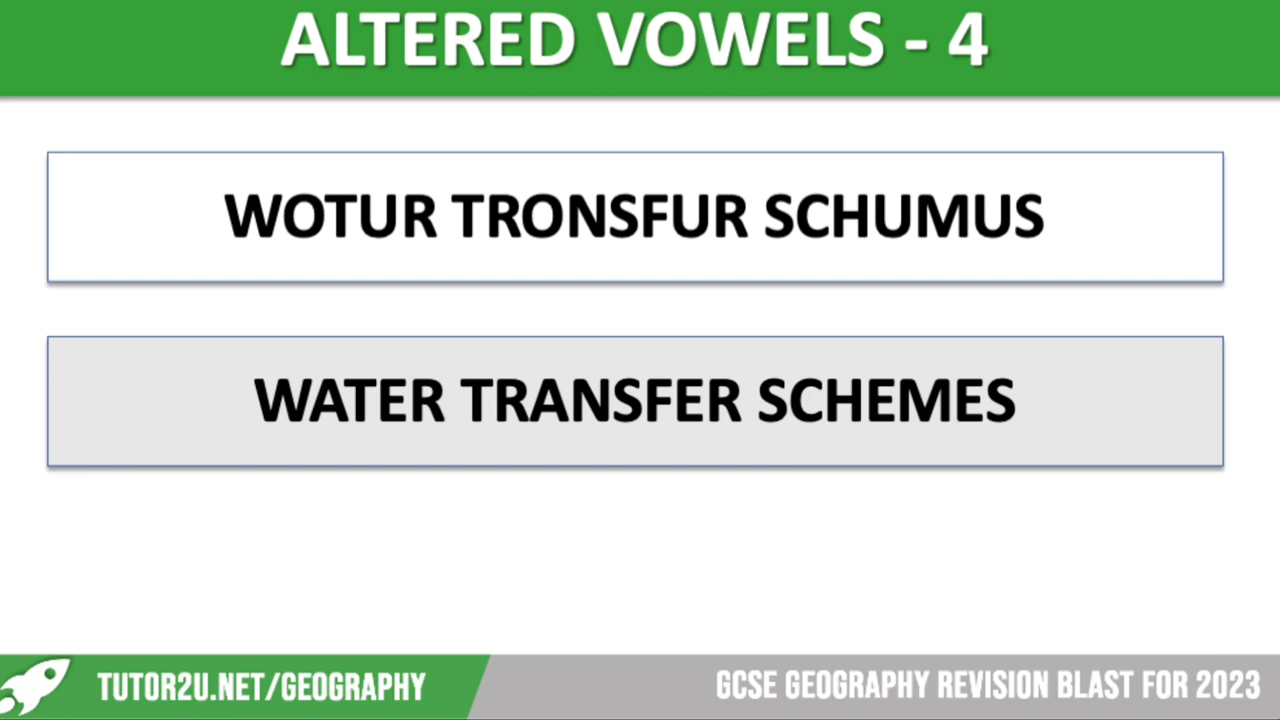 ALTERED VOWELS - 4
WOTUR TRONSFUR SCHUMUS
WATER TRANSFER SCHEMES
TUTOR2U.NET/GEOGRAPHY
GCSE GEOGRAPHY REVISION BLAST FOR 2023